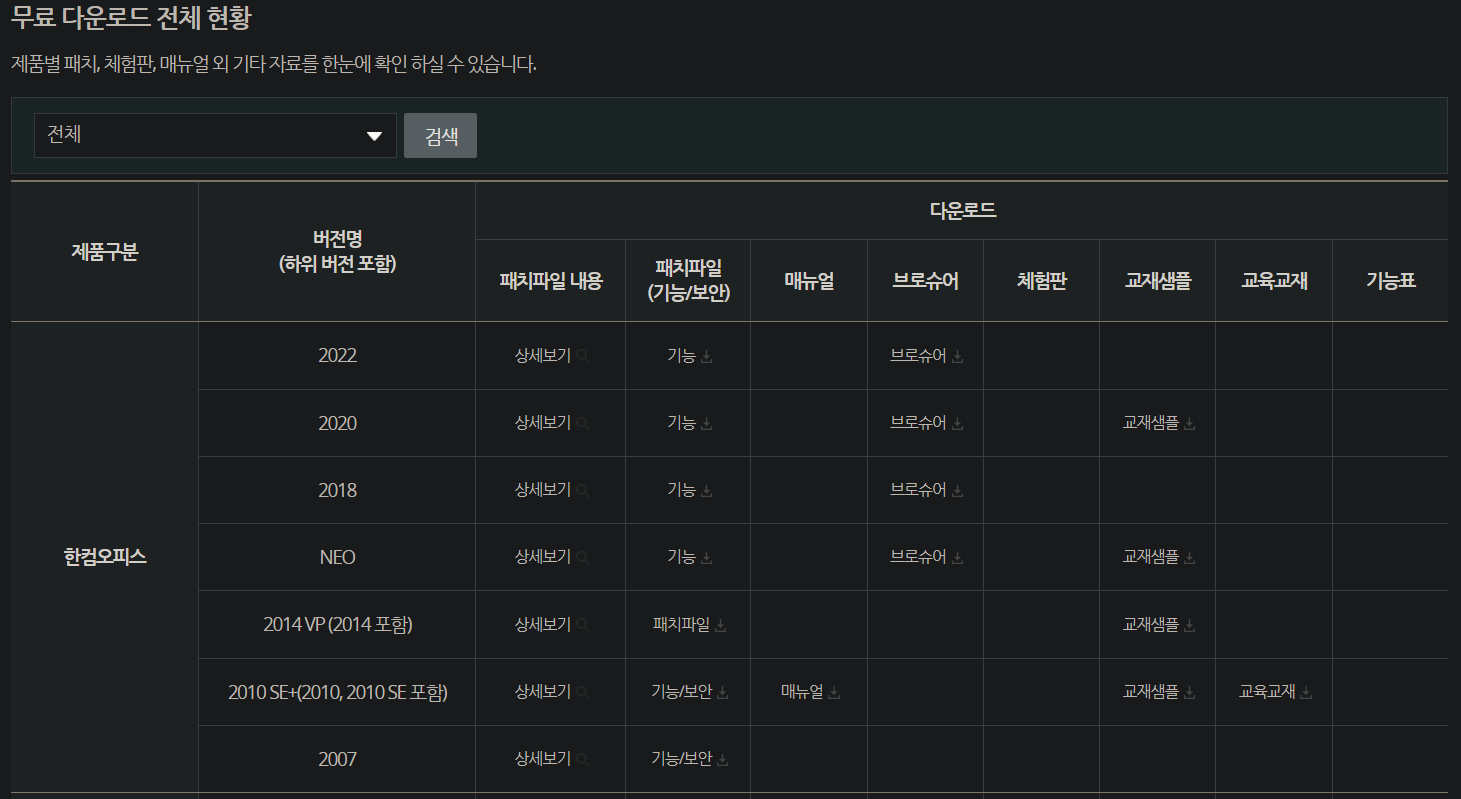 무료 다운로드 전체 현황
제품별 패치, 체험판, 매뉴얼 외 기타 자료를 한눈에 확인 하실 수 있습니다.
전체 검색
제품구분 버전명 (하위 버전 포함) 다운로드
패치파일 내용 패치파일 (기능/보안) 매뉴얼 브로슈어 체험판 교재샘플 교육교재 기능표
한컴오피스
2022 상세보기 기능 브로슈어
2020 상세보기 기능 브로슈어 교재샘플
2018 상세보기 기능 브로슈어
NEO 상세보기 기능 브로슈어 교재샘플
2014 VP (2014 포함) 상세보기 패치파일 교재샘플
2010 SE+(2010, 2010 SE 포함) 상세보기 기능/보안 매뉴얼 교재샘플 교육교재
2007 상세보기 기능/보안